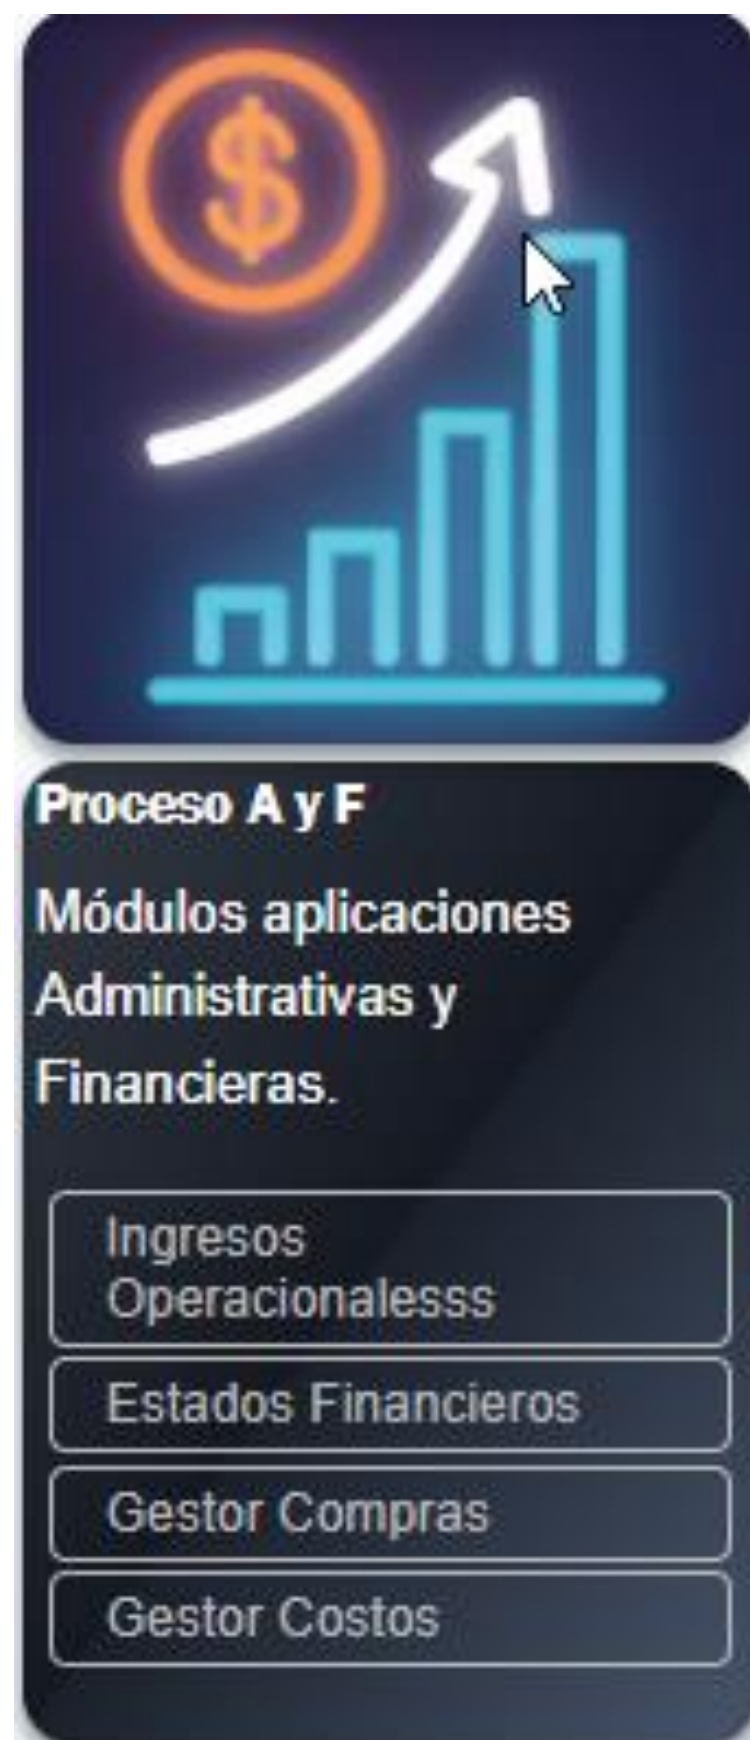 $
Proceso A y F
Módulos aplicaciones
Administrativas y
Financieras.
Ingresos
Operacionalesss
Estados Financieros
Gestor Compras
Gestor Costos